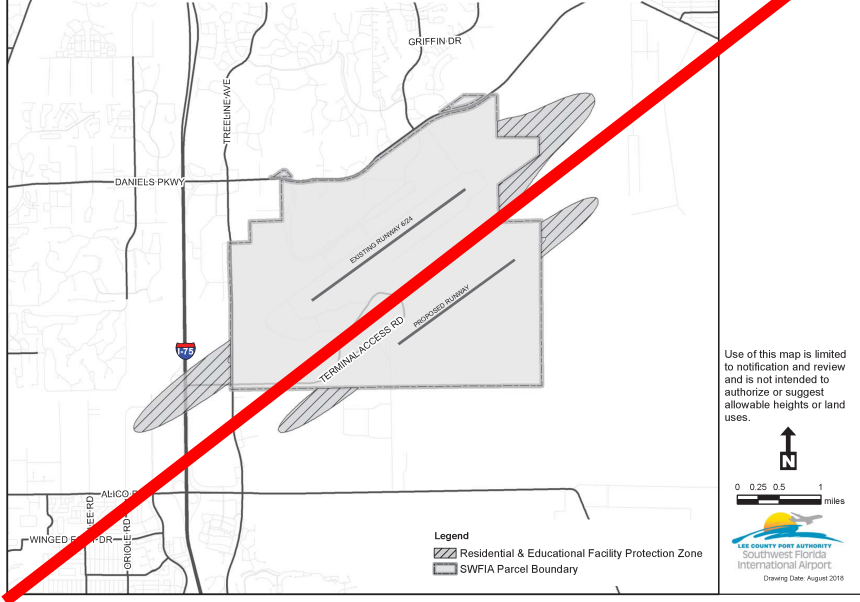 GRIFFIN DR
TREELINE AVE
DANIELS PKWY
EXISTING RUNWAY 6/24
PROPOSED RUNWAY
TERMINAL ACCESS RD
I-75
ALICO
LEE RD
ORIOLE RD
WINGED
DR
Use of this map is limited
to notification and review
and is not intended to
authorize or suggest
allowable heights or land
uses.
N
0 0.25 0.5 1
miles
Legend
Residential & Educational Facility Protection Zone
SWFIA Parcel Boundary
LEE COUNTY PORT AUTHORITY
Southwest Florida
International Airport
Drawing Date: August 2018